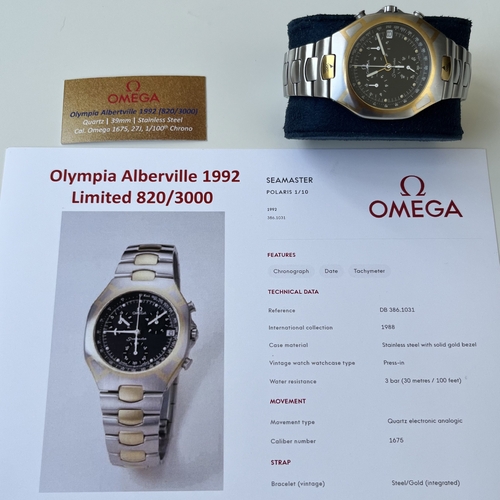 OMEGA
Olympia Albertville 1992 (820/3000)
Quartz | 39mm | Stainless Steel
Cal. Omega 1675, 27J, 1/100th Chrono
Olympia Alberville 1992
Limited 820/3000
SEAMASTER
POLARIS 1/10
1992
386.1031
OMEGA
FEATURES
Chronograph Date Tachymeter
TECHNICAL DATA
Reference DB 386.1031
International collection 1988
Case material Stainless steel with solid gold bezel
Vintage watch watchcase type Press-in
Water resistance 3 bar (30 metres / 100 feet)
MOVEMENT
Movement type Quartz electronic analogic
Caliber number 1675
STRAP
Bracelet (vintage) Steel/Gold (integrated)